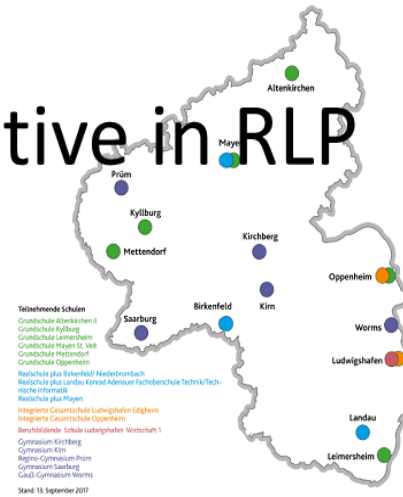 Altenkirchen
tive in RLP
Maye
Prüm
Kyllburg
Mettendorf
Kirchberg
Oppenheim
Kirn
Birkenfeld
Saarburg
Worms
Ludwigshafen
Landau
Leimersheim
Teilnehmende Schulen
Grundschule Altenkirchen II
Grundschule Kyllburg
Grundschule Leimersheim
Grundschule Mayen St. Veit
Grundschule Mettendorf
Grundschule Oppenheim
Realschule plus Birkenfeld/ Niederbrombach
Realschule plus Landau Konrad Adenauer Fachoberschule Technik/Tech-
nische Informatik
Realschule plus Mayen
Integrierte Gesamtschule Ludwigshafen Edigheim
Integrierte Gesamtschule Oppenheim
Berufsbildende Schule Ludwigshafen Wirtschaft 1
Gymnasium Kirchberg
Gymnasium Kirn
Regino-Gymnasium Prüm
Gymnasium Saarburg
Gauß-Gymnasium Worms
Stand: 13. September 2017